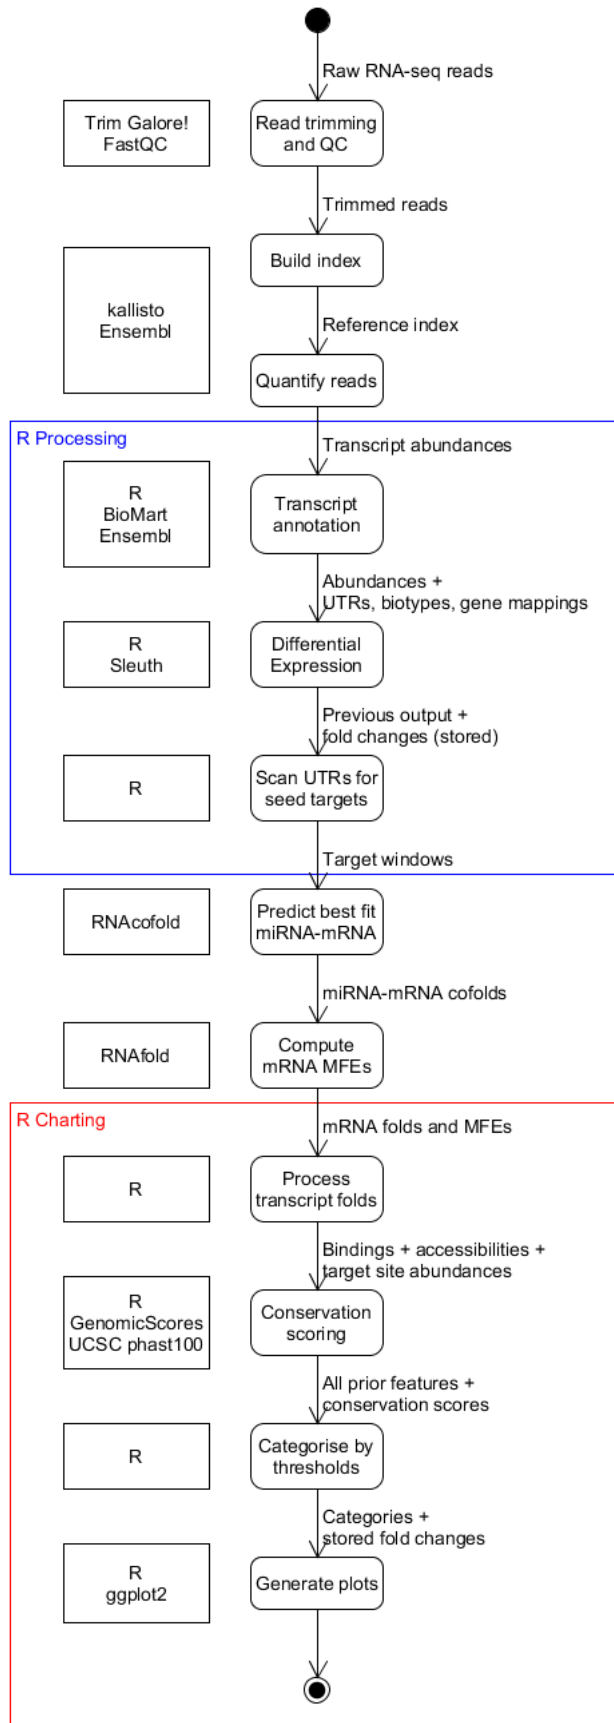 Raw RNA-seq reads
Trim Galore!
FastQC
Read trimming
and QC
Trimmed reads
Build index
kallisto
Ensembl
Reference index
Quantify reads
R Processing
Transcript abundances
R
BioMart
Ensembl
Transcript
annotation
Abundances +
UTRs, biotypes, gene mappings
R
Sleuth
Differential
Expression
Previous output +
fold changes (stored)
R
Scan UTRs for
seed targets
Target windows
RNAcofold
Predict best fit
miRNA-mRNA
miRNA-mRNA cofolds
RNAfold
Compute
mRNA MFEs
R Charting
mRNA folds and MFEs
R
Process
transcript folds
Bindings + accessibilities +
target site abundances
R
GenomicScores
UCSC phast100
Conservation
scoring
All prior features +
conservation scores
R
Categorise by
thresholds
Categories +
stored fold changes
R
ggplot2
Generate plots